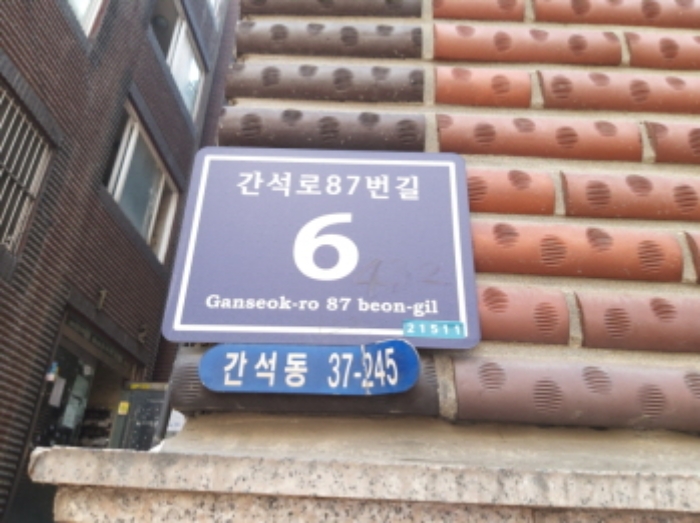 간석로87번길
6
Ganseok-ro 87 beon-gil
21511
간석동 37-245